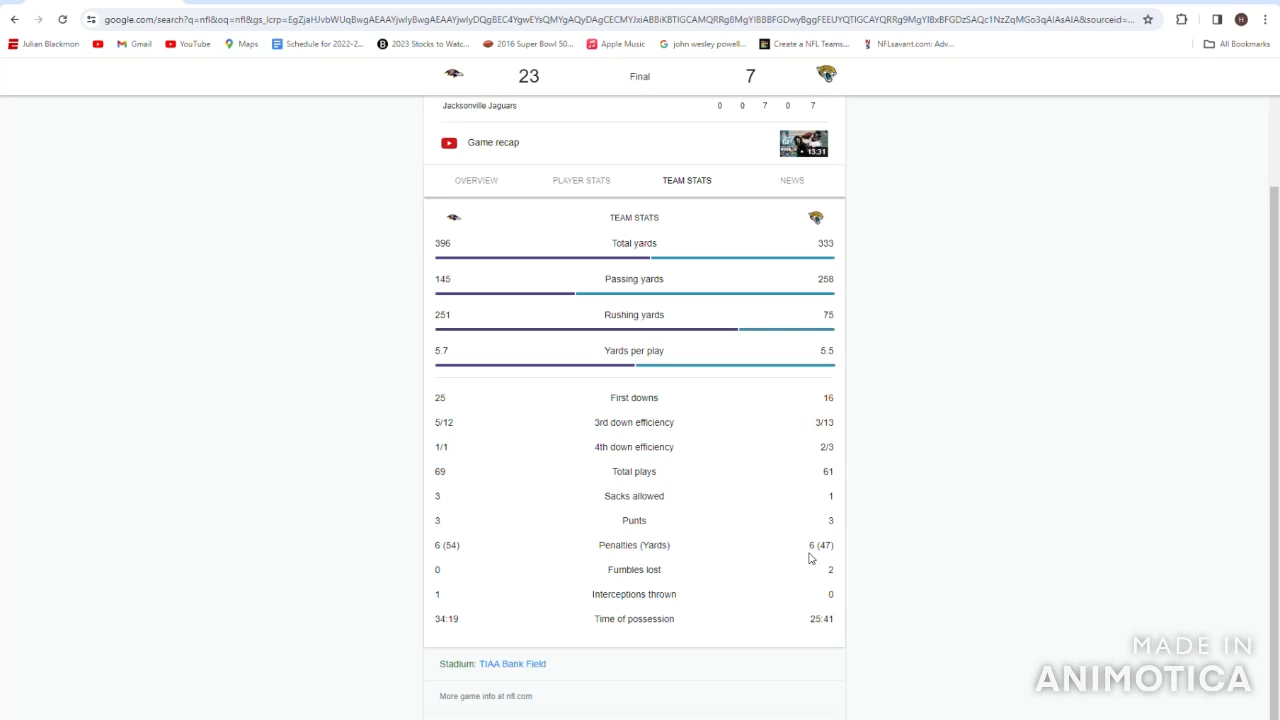 google.com/search?q=nfl&oq=nfl&gs_lcrp=EgZjaHJvbWUqBwgAEAAYjwIyBwgAEAAYjwIyDQgBEC4YgwEYsQMYgAQyDAgCECMYJxiABBiKBTIGCAMQRRg8MgYIBBBFGDwyBggFEEUYQTIGCAYQRRg9MgYIBxBFGDzSAQc1NzZqMGo3qAIAsAIA&sourceid=...
Julian Blackmon
Gmail
YouTube
Maps
Schedule for 2022-2...
2023 Stocks to Watc...
2016 Super Bowl 50...
Apple Music
john wesley powell...
Create a NFL Teams...
NFLsavant.com: Adv...
All Bookmarks
23 Final 7
Jacksonville Jaguars 0 0 7 0 7
Game recap 13:31
OVERVIEW PLAYER STATS TEAM STATS NEWS
TEAM STATS
396 Total yards 333
145 Passing yards 258
251 Rushing yards 75
5.7 Yards per play 5.5
25 First downs 16
5/12 3rd down efficiency 3/13
1/1 4th down efficiency 2/3
69 Total plays 61
3 Sacks allowed 1
3 Punts 3
6 (54) Penalties (Yards) 6 (47)
0 Fumbles lost 2
1 Interceptions thrown 0
34:19 Time of possession 25:41
Stadium: TIAA Bank Field
More game info at nfl.com
MADE IN
ANIMOTICA